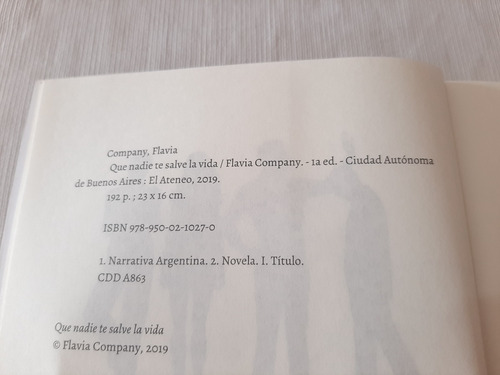 Company, Flavia
Que nadie te salve la vida / Flavia Company. - 1a ed. - Ciudad Autónoma
de Buenos Aires : El Ateneo, 2019.
192 p. ; 23 x 16 cm.
ISBN 978-950-02-1027-0
1. Narrativa Argentina. 2. Novela. I. Título.
CDD A863
Que nadie te salve la vida
© Flavia Company, 2019